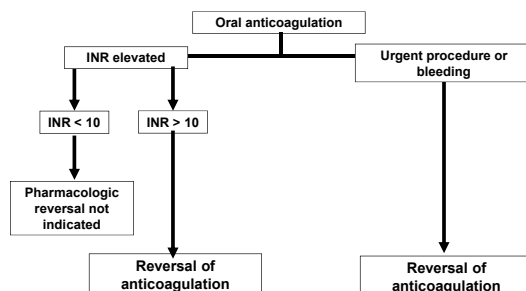 Oral anticoagulation
INR elevated
Urgent procedure or
bleeding
INR < 10
INR > 10
Pharmacologic
reversal not
indicated
Reversal of
anticoagulation
Reversal of
anticoagulation